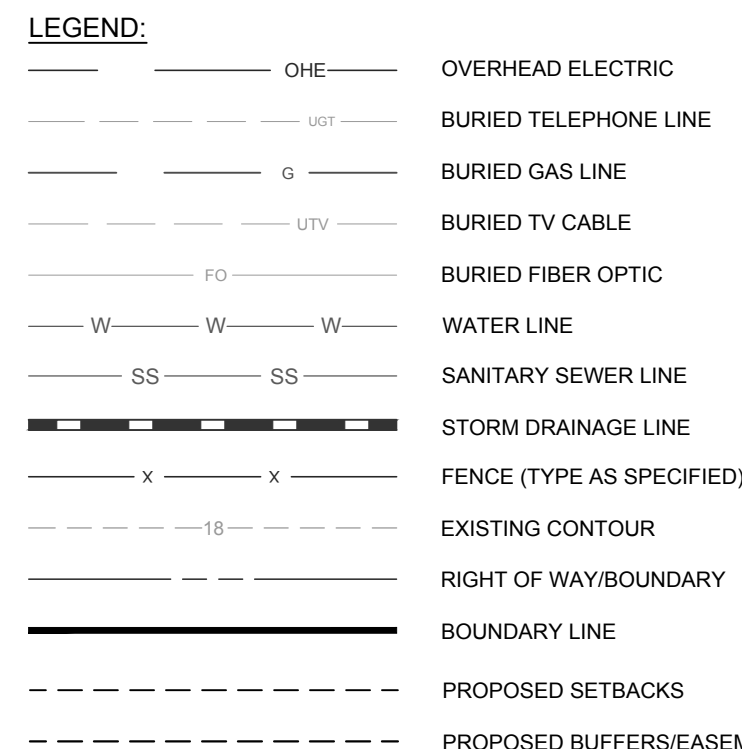 LEGEND:
OHE OVERHEAD ELECTRIC
UGT BURIED TELEPHONE LINE
G BURIED GAS LINE
UTV BURIED TV CABLE
FO BURIED FIBER OPTIC
W W W WATER LINE
SS SS SANITARY SEWER LINE
STORM DRAINAGE LINE
X X FENCE (TYPE AS SPECIFIED)
18 EXISTING CONTOUR
RIGHT OF WAY/BOUNDARY
BOUNDARY LINE
PROPOSED SETBACKS
PROPOSED BUFFERS/EASEM